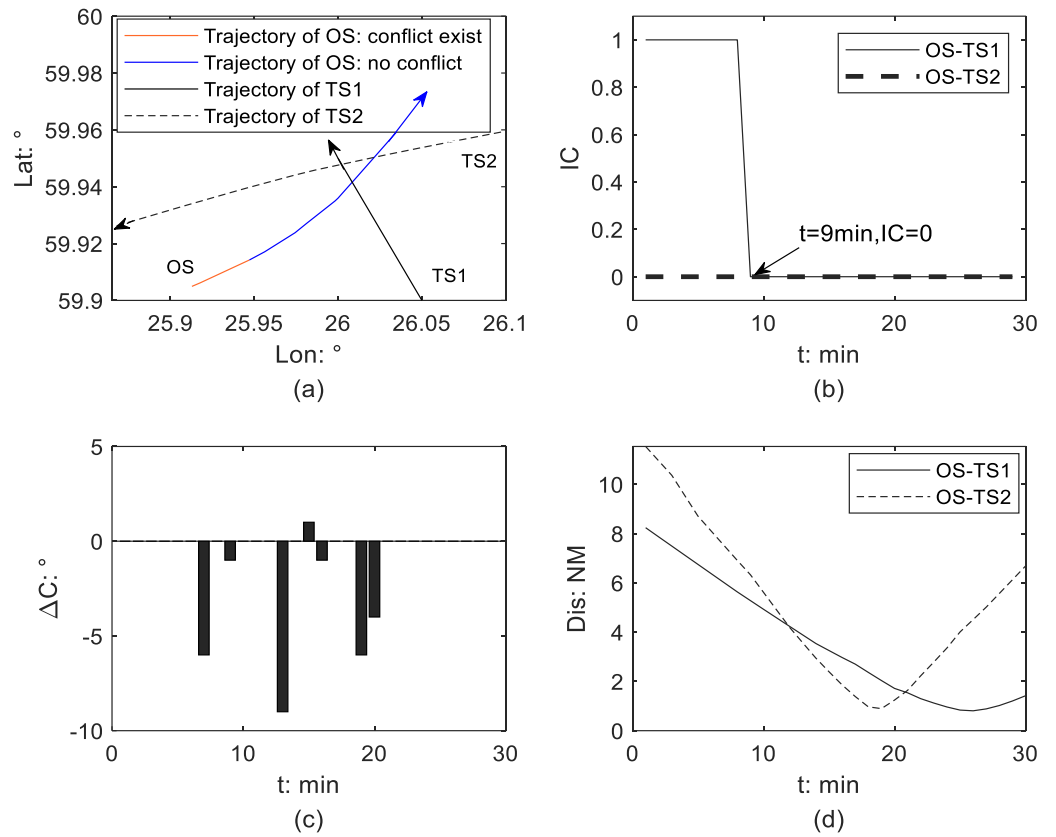 60
59.98
59.96
59.94
59.92
59.9
Lat: °
Trajectory of OS: conflict exist
Trajectory of OS: no conflict
Trajectory of TS1
Trajectory of TS2
TS2
OS
TS1
25.9
25.95
26
26.05
26.1
Lon: °
(a)
1
0.8
0.6
0.4
0.2
0
IC
OS-TS1
OS-TS2
t=9min,IC=0
0
10
20
30
t: min
(b)
5
0
-5
-10
ΔC: °
0
10
20
30
t: min
(c)
10
8
6
4
2
0
Dis: NM
OS-TS1
OS-TS2
0
10
20
30
t: min
(d)